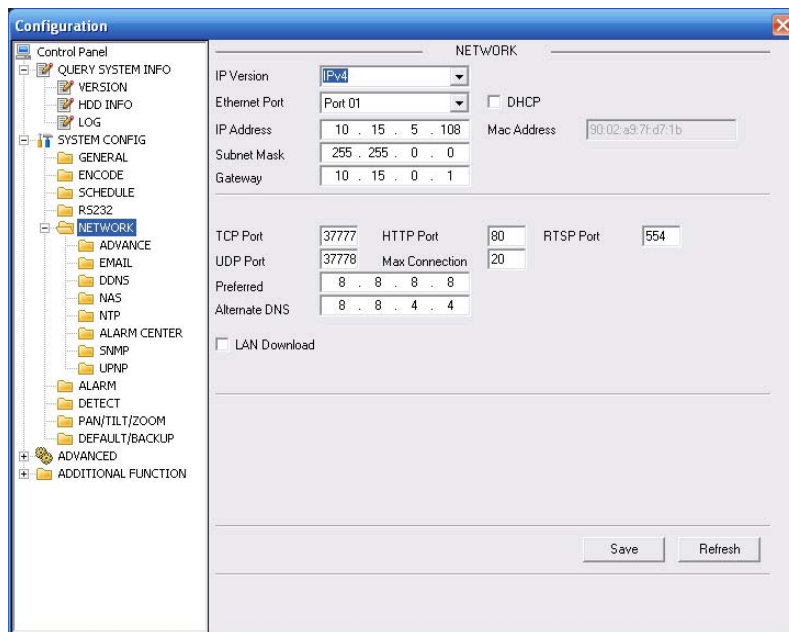 Configuration
Control Panel
QUERY SYSTEM INFO
VERSION
HDD INFO
LOG
SYSTEM CONFIG
GENERAL
ENCODE
SCHEDULE
RS232
NETWORK
ADVANCE
EMAIL
DDNS
NAS
NTP
ALARM CENTER
SNMP
UPNP
ALARM
DETECT
PAN/TILT/ZOOM
DEFAULT/BACKUP
ADVANCED
ADDITIONAL FUNCTION
NETWORK
IP Version IPv4
Ethernet Port Port 01 DHCP
IP Address 10 . 15 . 5 . 108 Mac Address 90:02:a9:7f:d7:1b
Subnet Mask 255 . 255 . 0 . 0
Gateway 10 . 15 . 0 . 1
TCP Port 37777 HTTP Port 80 RTSP Port 554
UDP Port 37778 Max Connection 20
Preferred 8 . 8 . 8 . 8
Alternate DNS 8 . 8 . 4 . 4
LAN Download
Save Refresh